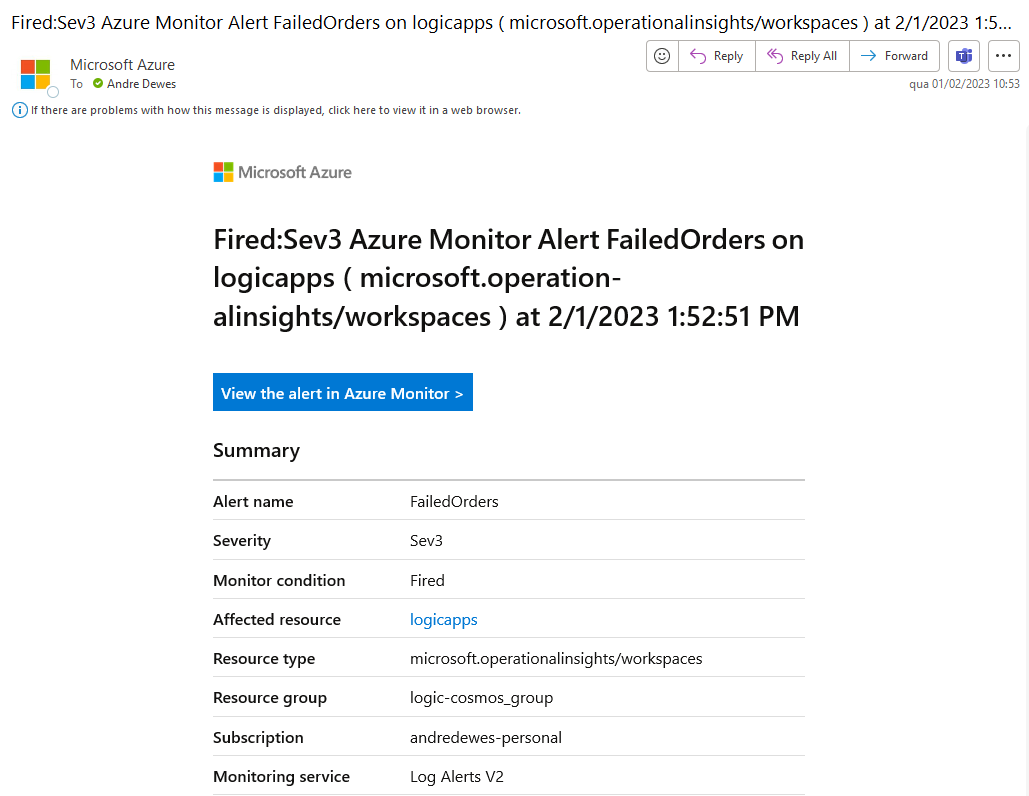 Fired:Sev3 Azure Monitor Alert FailedOrders on logicapps ( microsoft.operationalinsights/workspaces ) at 2/1/2023 1:5...
Microsoft Azure
To Andre Dewes
Reply Reply All Forward
qua 01/02/2023 10:53
If there are problems with how this message is displayed, click here to view it in a web browser.
Microsoft Azure
Fired:Sev3 Azure Monitor Alert FailedOrders on
logicapps ( microsoft.operation-
alinsights/workspaces ) at 2/1/2023 1:52:51 PM
View the alert in Azure Monitor >
Summary
Alert name FailedOrders
Severity Sev3
Monitor condition Fired
Affected resource logicapps
Resource type microsoft.operationalinsights/workspaces
Resource group logic-cosmos_group
Subscription andredewes-personal
Monitoring service Log Alerts V2